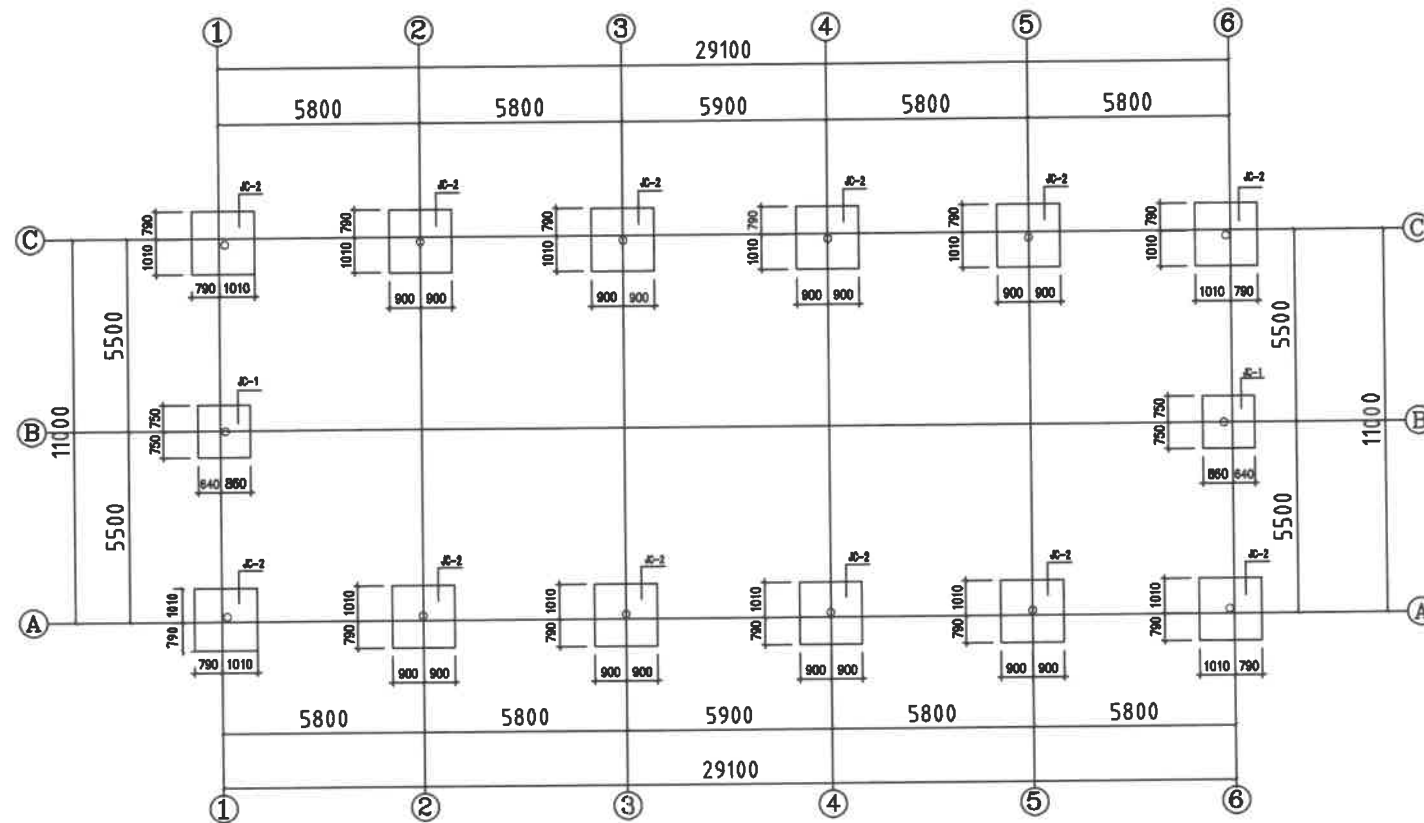 1 2 3 4 5 6
29100
5800 5800 5900 5800 5800
JC-2 JC-2 JC-2 JC-2 JC-2 JC-2
790 790 790 790 790 790
C C
1010 1010 1010 1010 1010 1010
790 1010 900 900 900 900 900 900 900 900 1010 790
5500 5500
JC-1 JC-1
750 750
B B
11000 11000
750 750
640 860 860 640
5500 5500
JC-2 JC-2 JC-2 JC-2 JC-2 JC-2
1010 1010 1010 1010 1010 1010
A A
790 790 790 790 790 790
790 1010 900 900 900 900 900 900 900 900 1010 790
5800 5800 5900 5800 5800
29100
1 2 3 4 5 6